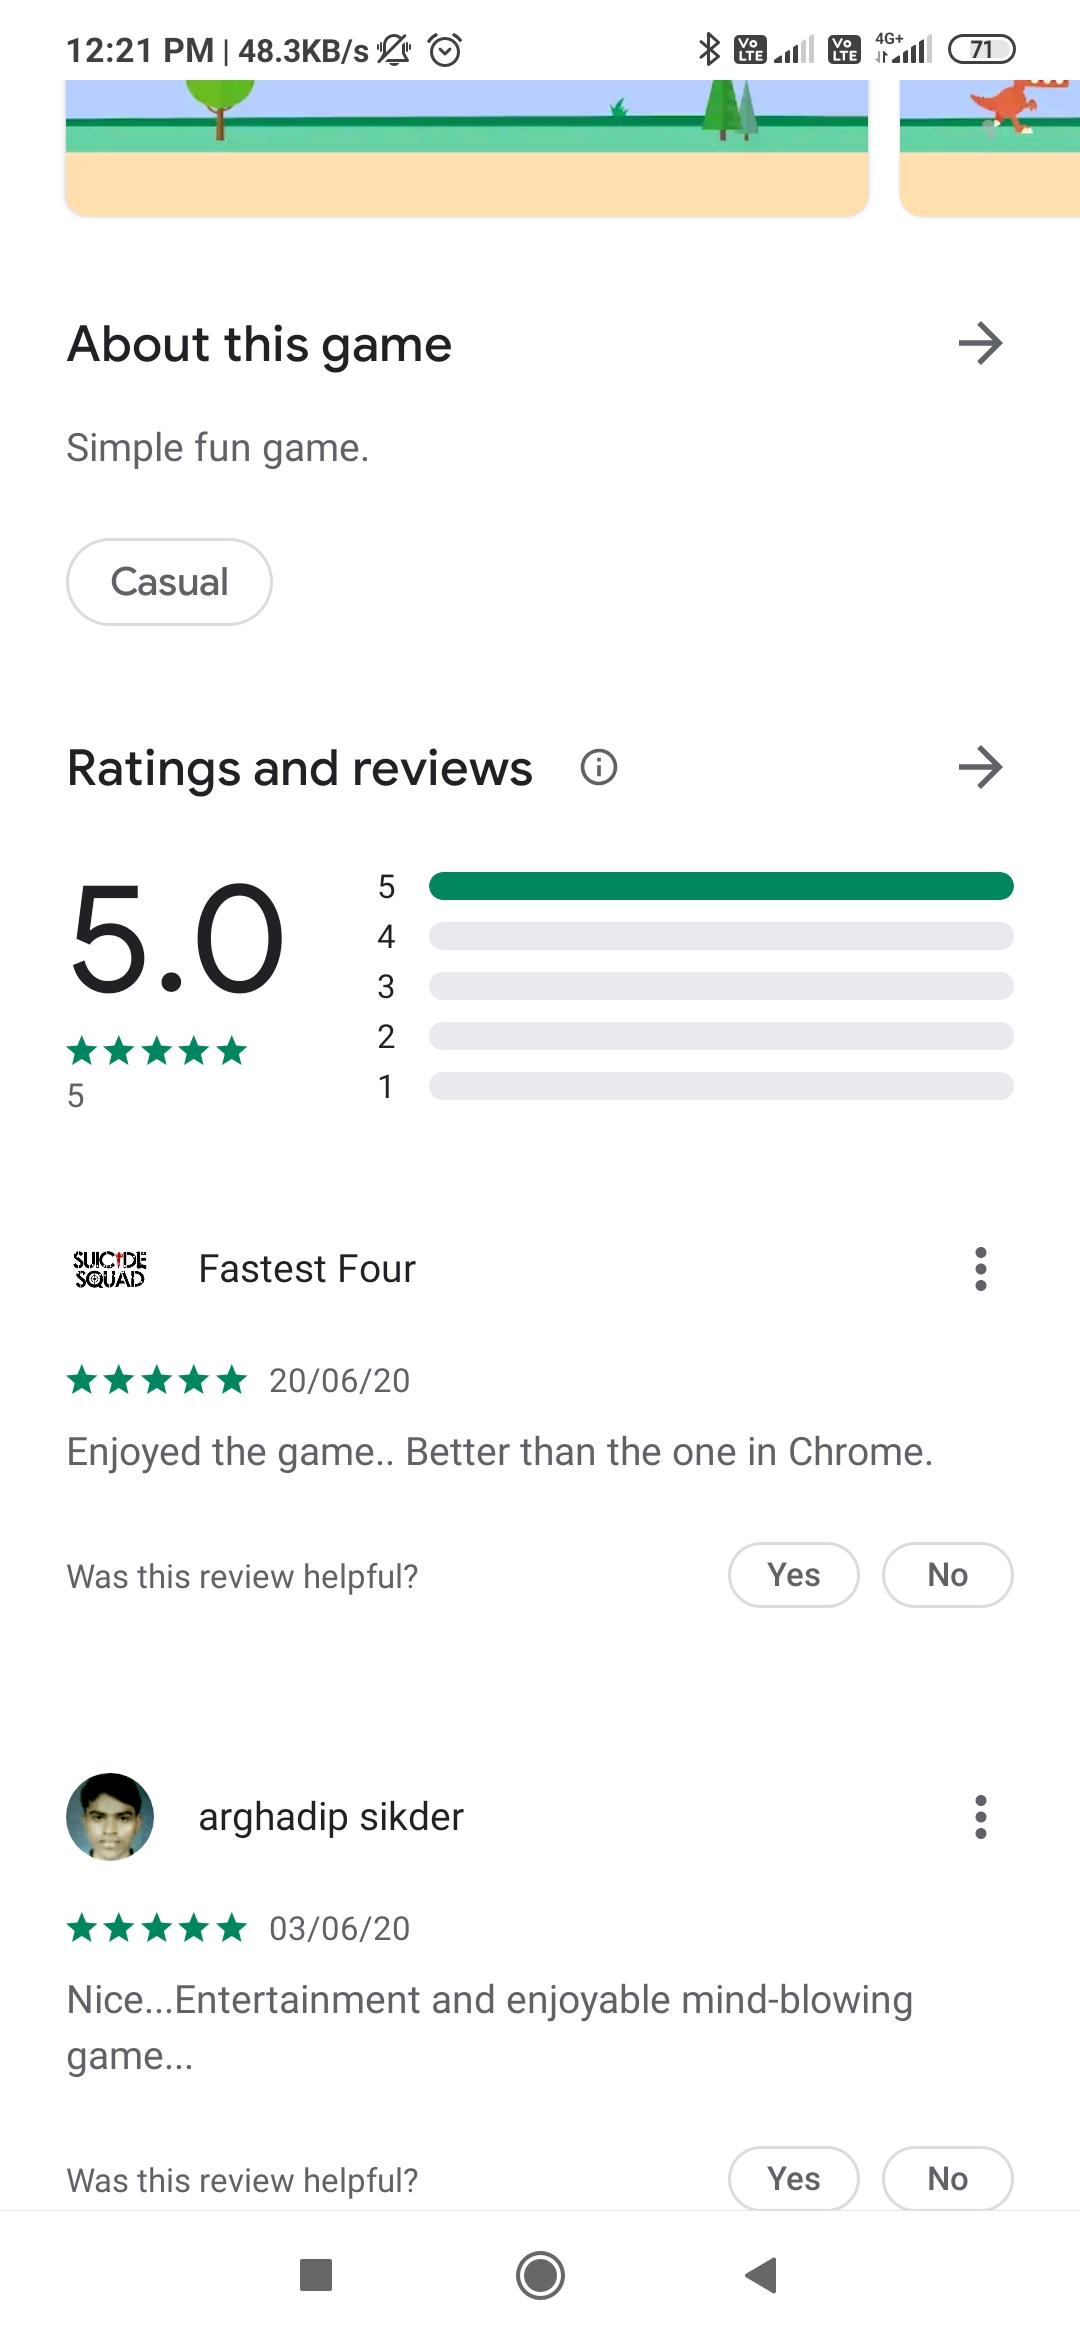 12:21 PM | 48.3KB/s Vo LTE Vo LTE 4G+ 71
About this game
Simple fun game.
Casual
Ratings and reviews
5.0
5
5
4
3
2
1
SUICIDE
SQUAD
Fastest Four
20/06/20
Enjoyed the game.. Better than the one in Chrome.
Was this review helpful? Yes No
arghadip sikder
03/06/20
Nice...Entertainment and enjoyable mind-blowing
game...
Was this review helpful? Yes No